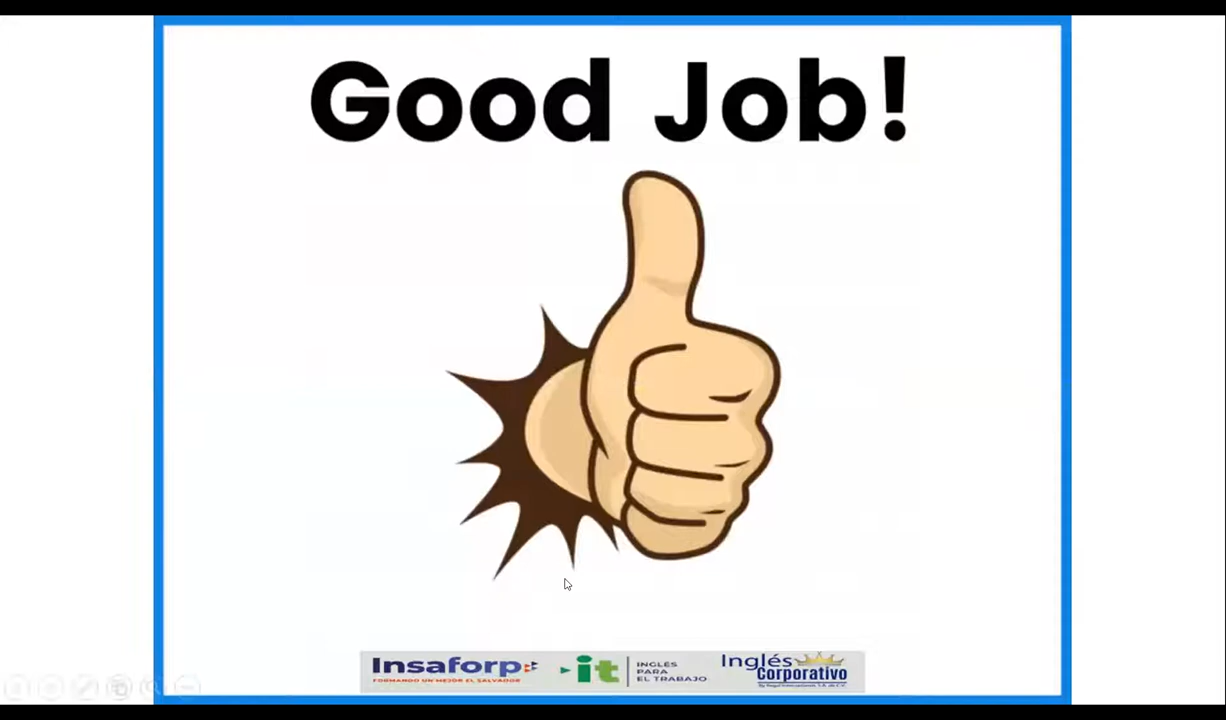 Good Job!
Insaforp
FORMANDO UN MEJOR EL SALVADOR
it
INGLÉS
PARA
EL TRABAJO
Inglés
Corporativo